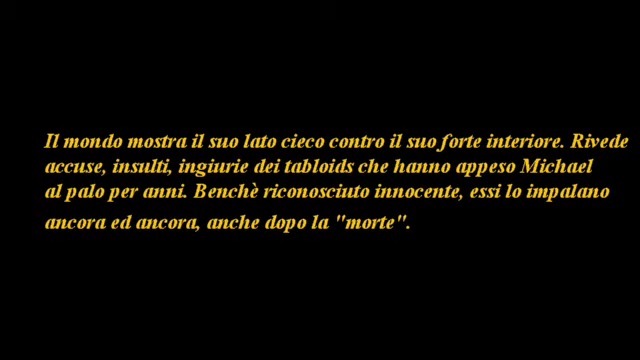 Il mondo mostra il suo lato cieco contro il suo forte interiore. Rivede
accuse, insulti, ingiurie dei tabloids che hanno appeso Michael
al palo per anni. Benchè riconosciuto innocente, essi lo impalano
ancora ed ancora, anche dopo la "morte".